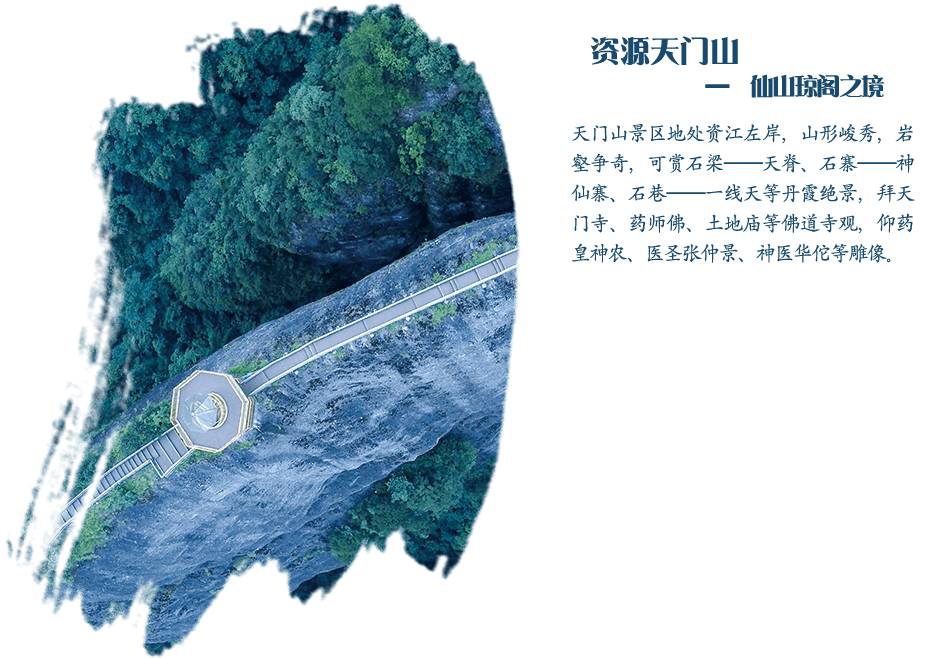 资源天门山
— 仙山琼阁之境
天门山景区地处资江左岸，山形峻秀，岩
壑争奇，可赏石梁——天脊、石寨——神
仙寨、石巷——一线天等丹霞绝景，拜天
门寺、药师佛、土地庙等佛道寺观，仰药
皇神农、医圣张仲景、神医华佗等雕像。